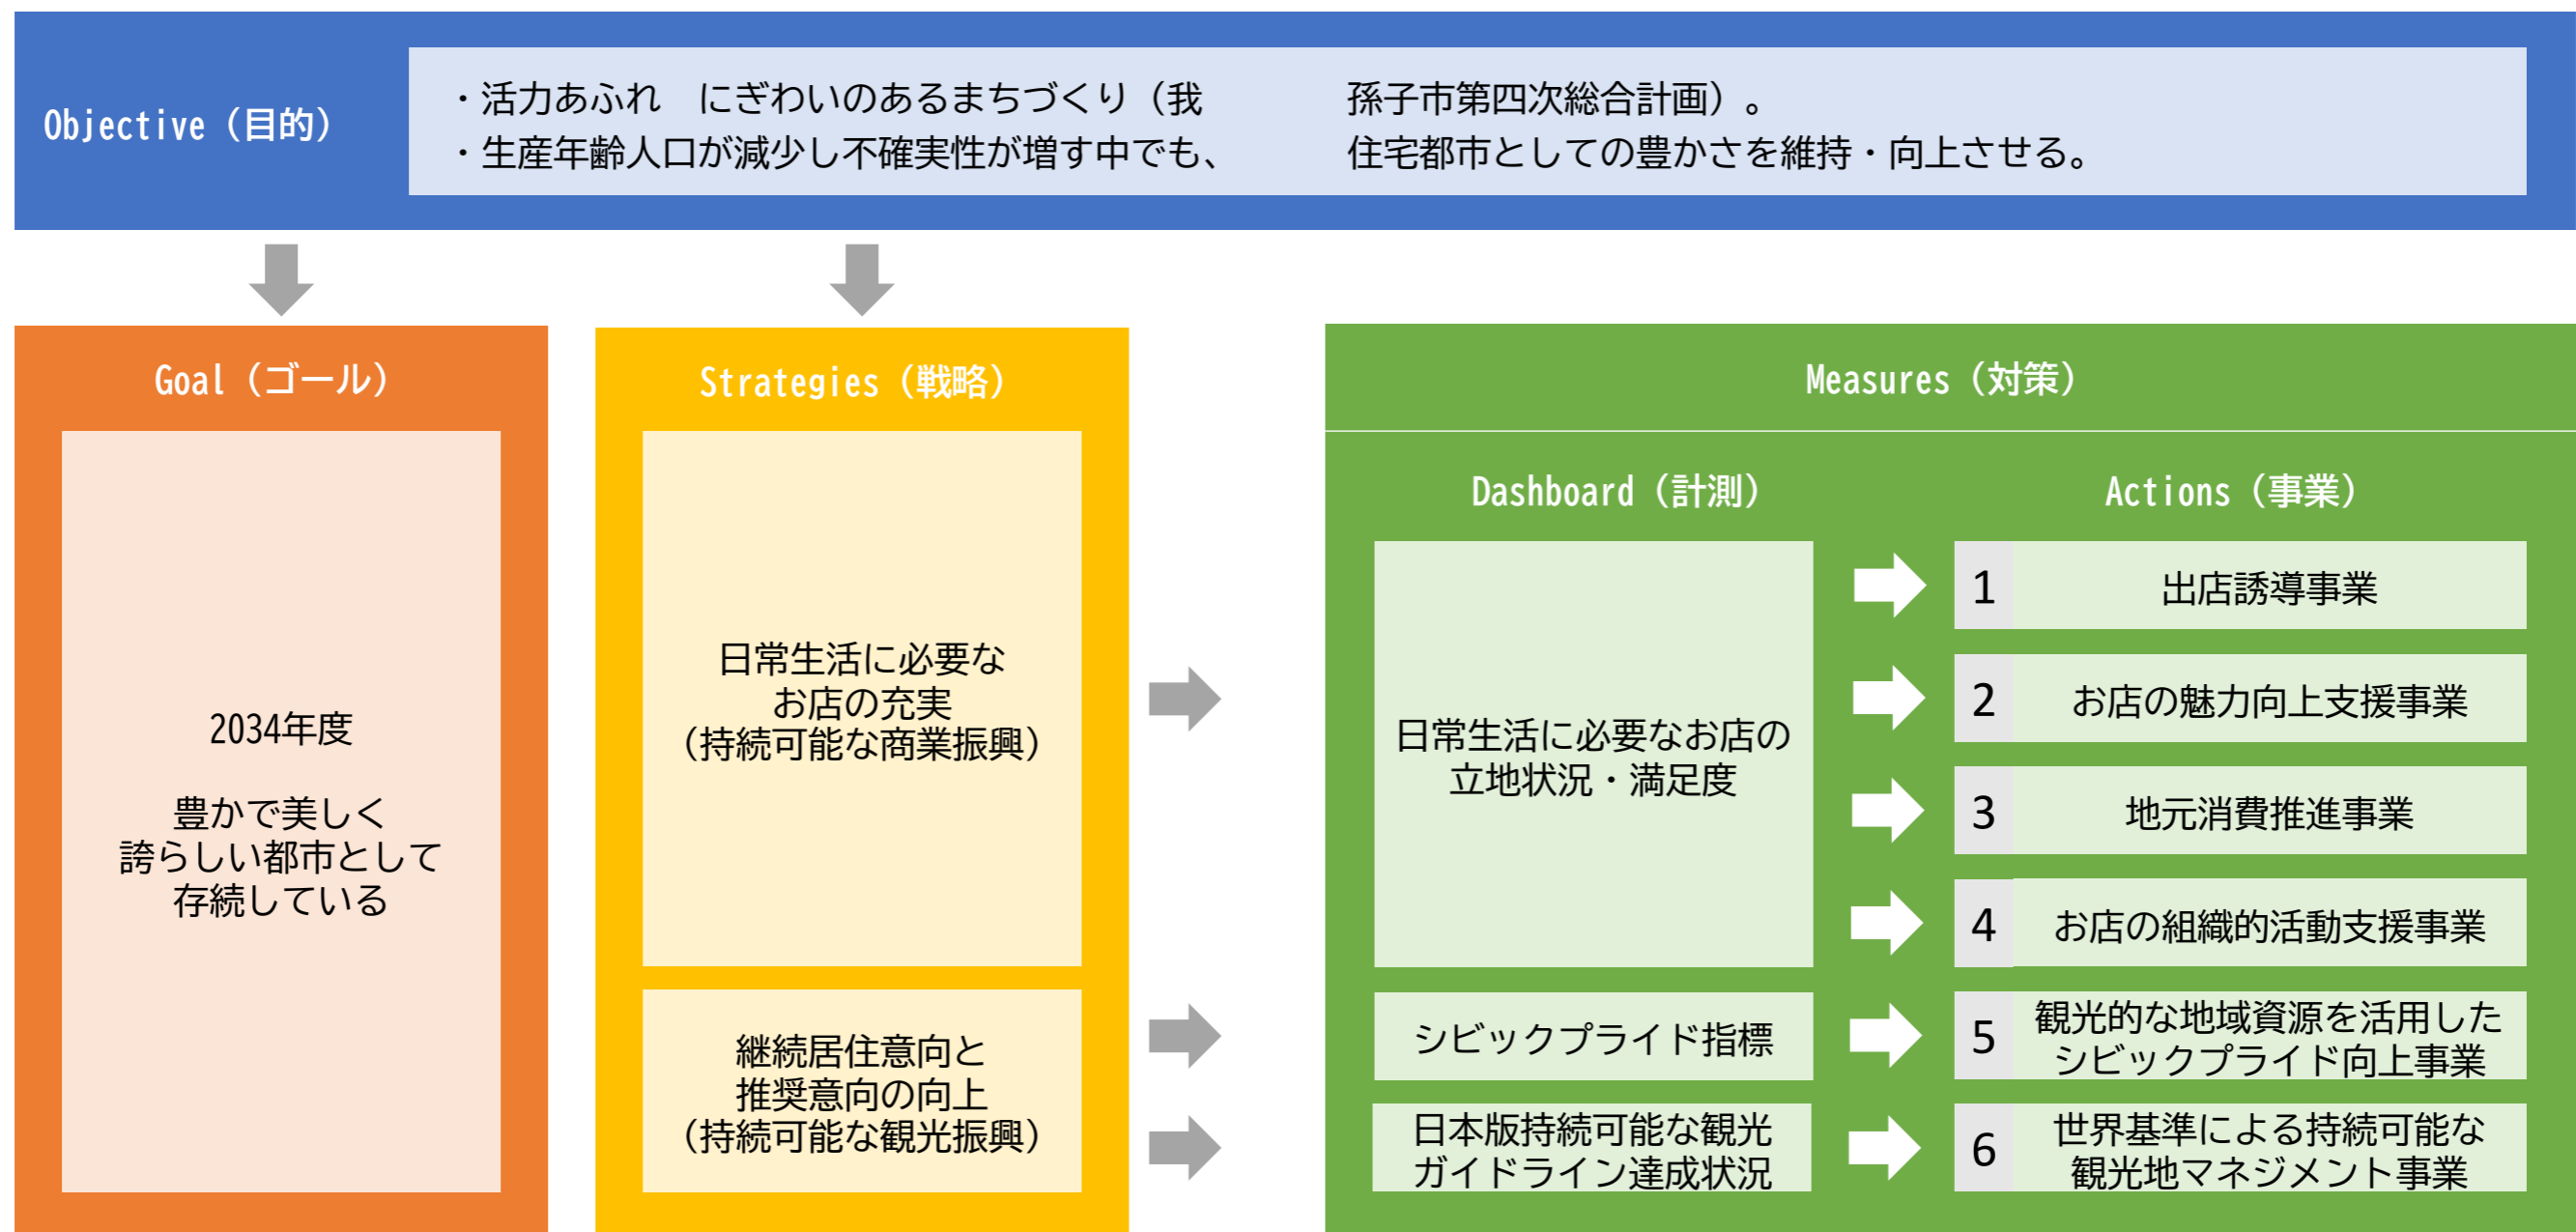 Objective（目的）
・活力あふれ　にぎわいのあるまちづくり（我　　　　孫子市第四次総合計画）。
・生産年齢人口が減少し不確実性が増す中でも、　　　　住宅都市としての豊かさを維持・向上させる。
Goal（ゴール）
2034年度
豊かで美しく
誇らしい都市として
存続している
Strategies（戦略）
日常生活に必要な
お店の充実
（持続可能な商業振興）
継続居住意向と
推奨意向の向上
（持続可能な観光振興）
Measures（対策）
Dashboard（計測）
日常生活に必要なお店の
立地状況・満足度
シビックプライド指標
日本版持続可能な観光
ガイドライン達成状況
Actions（事業）
1 出店誘導事業
2 お店の魅力向上支援事業
3 地元消費推進事業
4 お店の組織的活動支援事業
5 観光的な地域資源を活用した
シビックプライド向上事業
6 世界基準による持続可能な
観光地マネジメント事業